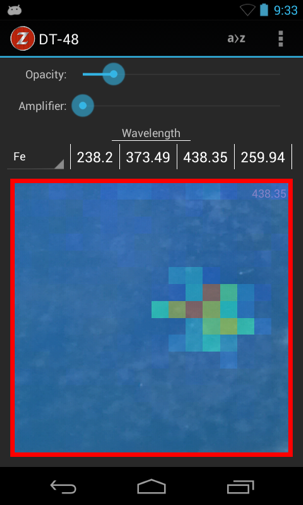 9:33
Z DT-48 a›z
Opacity:
Amplifier:
Wavelength
Fe 238.2 373.49 438.35 259.94
438.35